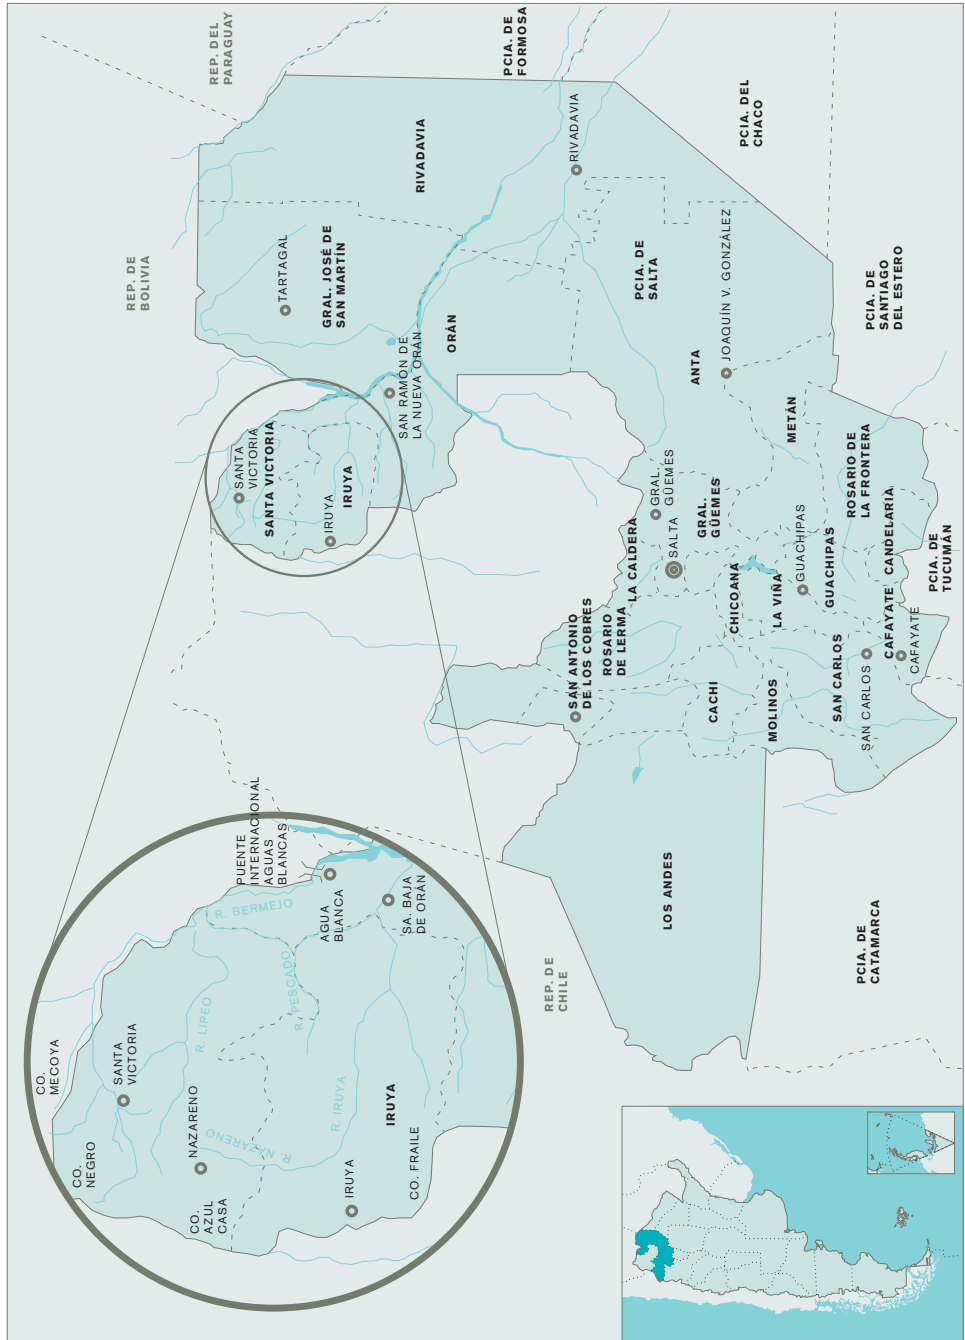 REP. DEL
PARAGUAY
PCIA. DE
FORMOSA
PCIA. DEL
CHACO
REP. DE
BOLIVIA
RIVADAVIA
RIVADAVIA
TARTAGAL
GRAL. JOSÉ DE
SAN MARTÍN
ORÁN
PCIA. DE
SALTA
JOAQUÍN V. GONZÁLEZ
PCIA. DE
SANTIAGO
DEL ESTERO
SAN RAMÓN DE
LA NUEVA ORÁN
ANTA
METÁN
SANTA
VICTORIA
SANTA VICTORIA
IRUYA
IRUYA
GRAL.
GÜEMES
SALTA
GRAL.
GÜEMES
ROSARIO DE
LA FRONTERA
LA CALDERA
CHICOANA
LA VIÑA
GUACHIPAS
GUACHIPAS
CANDELARIA
PCIA. DE
TUCUMÁN
SAN ANTONIO
DE LOS COBRES
ROSARIO
DE LERMA
CACHI
MOLINOS
SAN CARLOS
SAN CARLOS
CAFAYATE
CAFAYATE
LOS ANDES
PCIA. DE
CATAMARCA
REP. DE
CHILE
PUENTE
INTERNACIONAL
AGUAS
BLANCAS
R. BERMEJO
AGUA
BLANCA
SA. BAJA
DE ORÁN
R. PESCADO
R. LIPEO
CO.
MECOYA
SANTA
VICTORIA
NAZARENO
R. NAZARENO
R. IRUYA
IRUYA
CO.
NEGRO
CO.
AZUL
CASA
IRUYA
CO. FRAILE